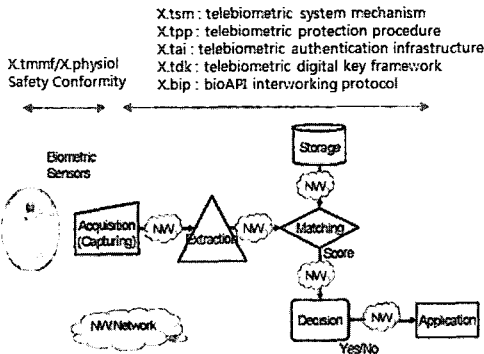 X.tsm : telebiometric system mechanism
X.tpp : telebiometric protection procedure
X.tai : telebiometric authentication infrastructure
X.tdk : telebiometric digital key framework
X.bip : bioAPI interworking protocol
X.tmmf/X.physiol
Safety Conformity
Biometric
Sensors
Storage
NW.
Acquisition
(Capturing)
NW.
Extraction
NW.
Matching
Score
NW.
NW.Network
Decision
NW.
Application
Yes/No